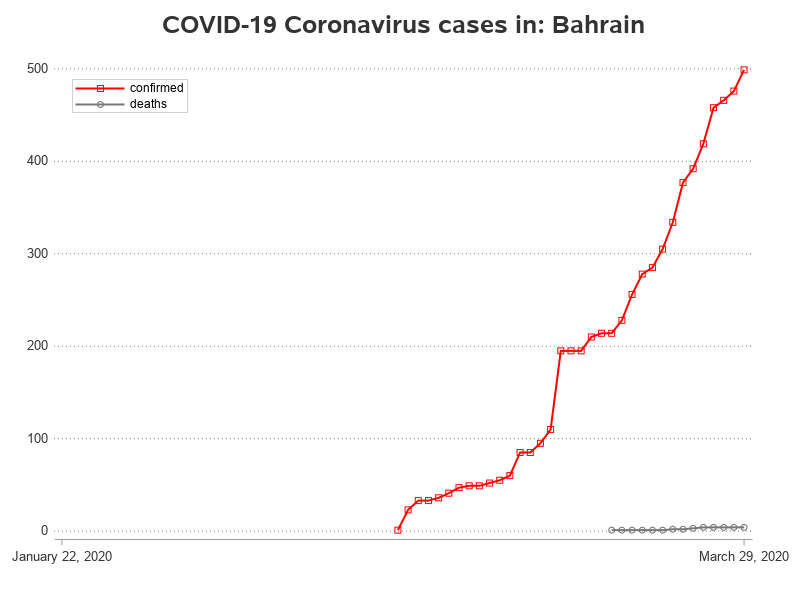 COVID-19 Coronavirus cases in: Bahrain
500
confirmed
deaths
400
300
200
100
0
January 22, 2020
March 29, 2020